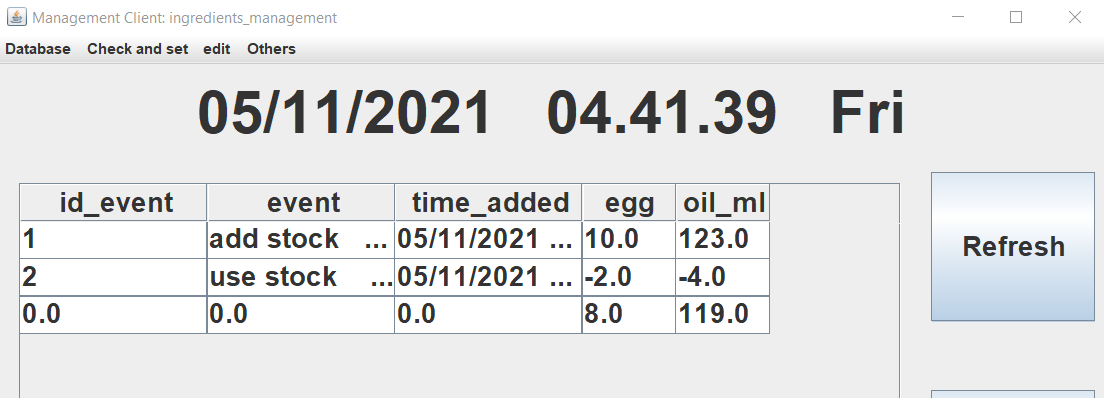 Management Client: ingredients_management
Database Check and set edit Others
05/11/2021 04.41.39 Fri
id_event event time_added egg oil_ml
1 add stock ... 05/11/2021 ... 10.0 123.0
2 use stock ... 05/11/2021 ... -2.0 -4.0
0.0 0.0 0.0 8.0 119.0
Refresh